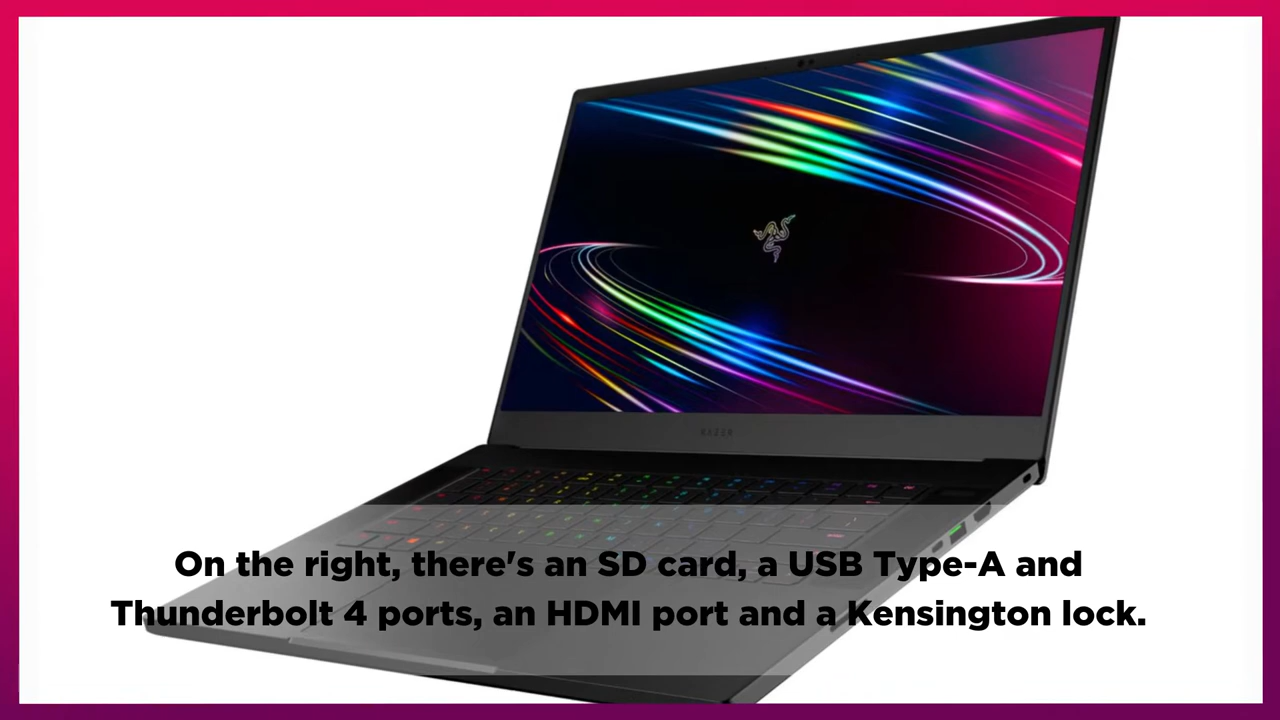 RAZER
On the right, there's an SD card, a USB Type-A and
Thunderbolt 4 ports, an HDMI port and a Kensington lock.